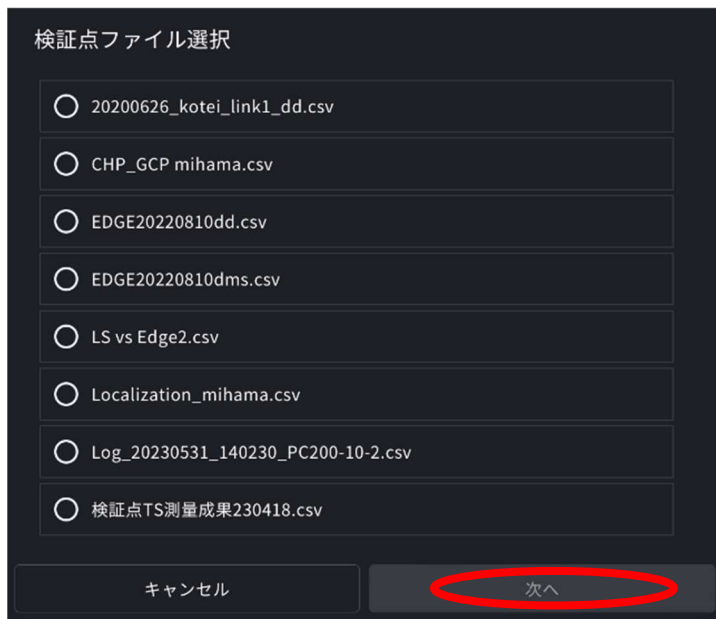 検証点ファイル選択
20200626_kotei_link1_dd.csv
CHP_GCP mihama.csv
EDGE20220810dd.csv
EDGE20220810dms.csv
LS vs Edge2.csv
Localization_mihama.csv
Log_20230531_140230_PC200-10-2.csv
検証点TS測量成果230418.csv
キャンセル
次へ